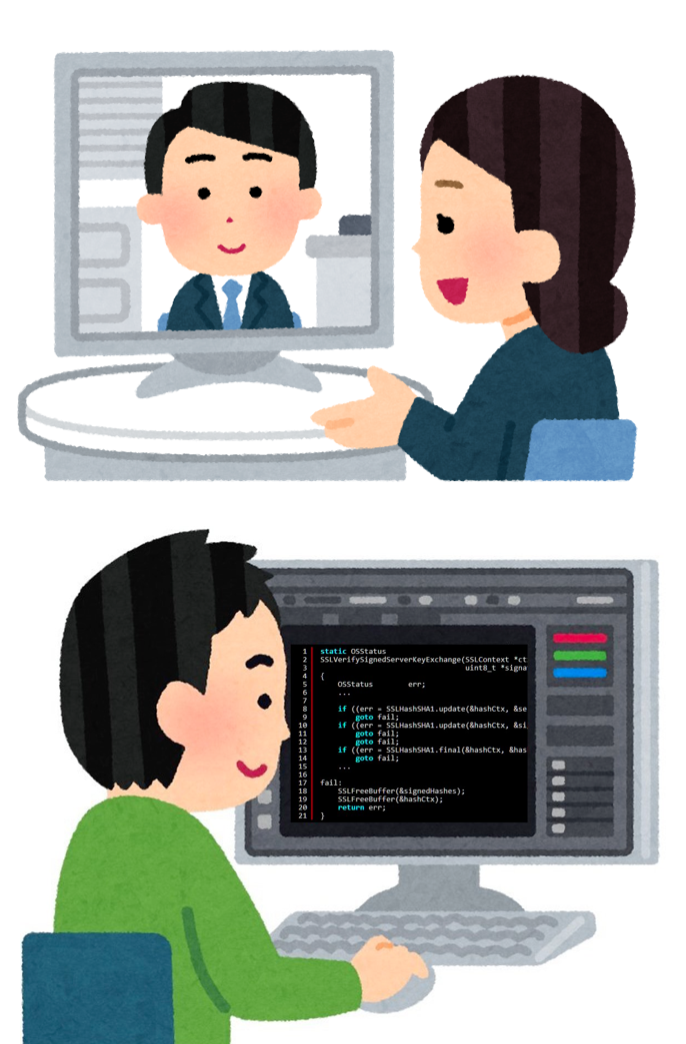 1 static OSStatus
2 SSLVerifySignedServerKeyExchange(SSLContext *ct
3 uint8_t *signa
4 {
5 OSStatus err;
6 ...
7
8 if ((err = SSLHashSHA1.update(&hashCtx, &se
9 goto fail;
10 if ((err = SSLHashSHA1.update(&hashCtx, &si
11 goto fail;
12 goto fail;
13 if ((err = SSLHashSHA1.final(&hashCtx, &has
14 goto fail;
15 ...
16
17 fail:
18 SSLFreeBuffer(&signedHashes);
19 SSLFreeBuffer(&hashCtx);
20 return err;
21 }